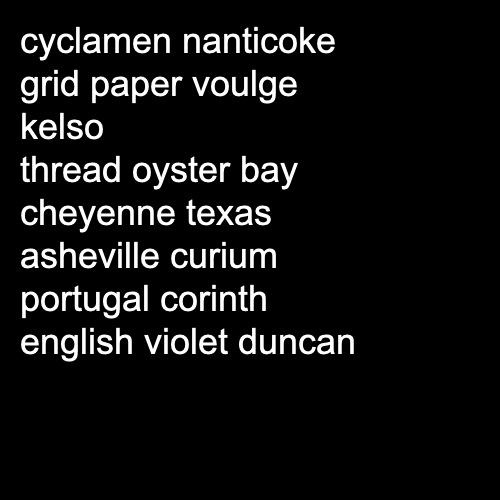 cyclamen nanticoke
grid paper voulge
kelso
thread oyster bay
cheyenne texas
asheville curium
portugal corinth
english violet duncan